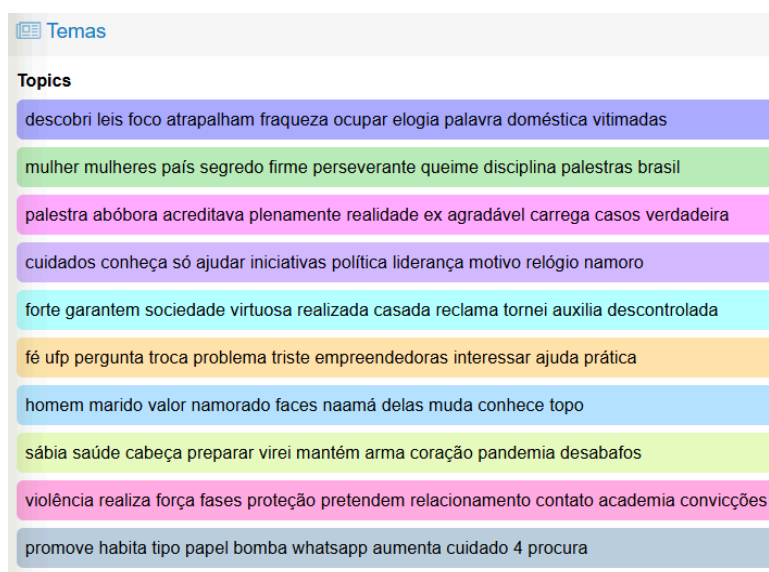 Temas
Topics
descobri leis foco atrapalham fraqueza ocupar elogia palavra doméstica vitimadas
mulher mulheres país segredo firme perseverante queime disciplina palestras brasil
palestra abóbora acreditava plenamente realidade ex agradável carrega casos verdadeira
cuidados conheça só ajudar iniciativas política liderança motivo relógio namoro
forte garantem sociedade virtuosa realizada casada reclama tornei auxilia descontrolada
fé ufp pergunta troca problema triste empreendedoras interessar ajuda prática
homem marido valor namorado faces naamá delas muda conhece topo
sábia saúde cabeça preparar virei mantém arma coração pandemia desabafos
violência realiza força fases proteção pretendem relacionamento contato academia convicções
promove habita tipo papel bomba whatsapp aumenta cuidado 4 procura